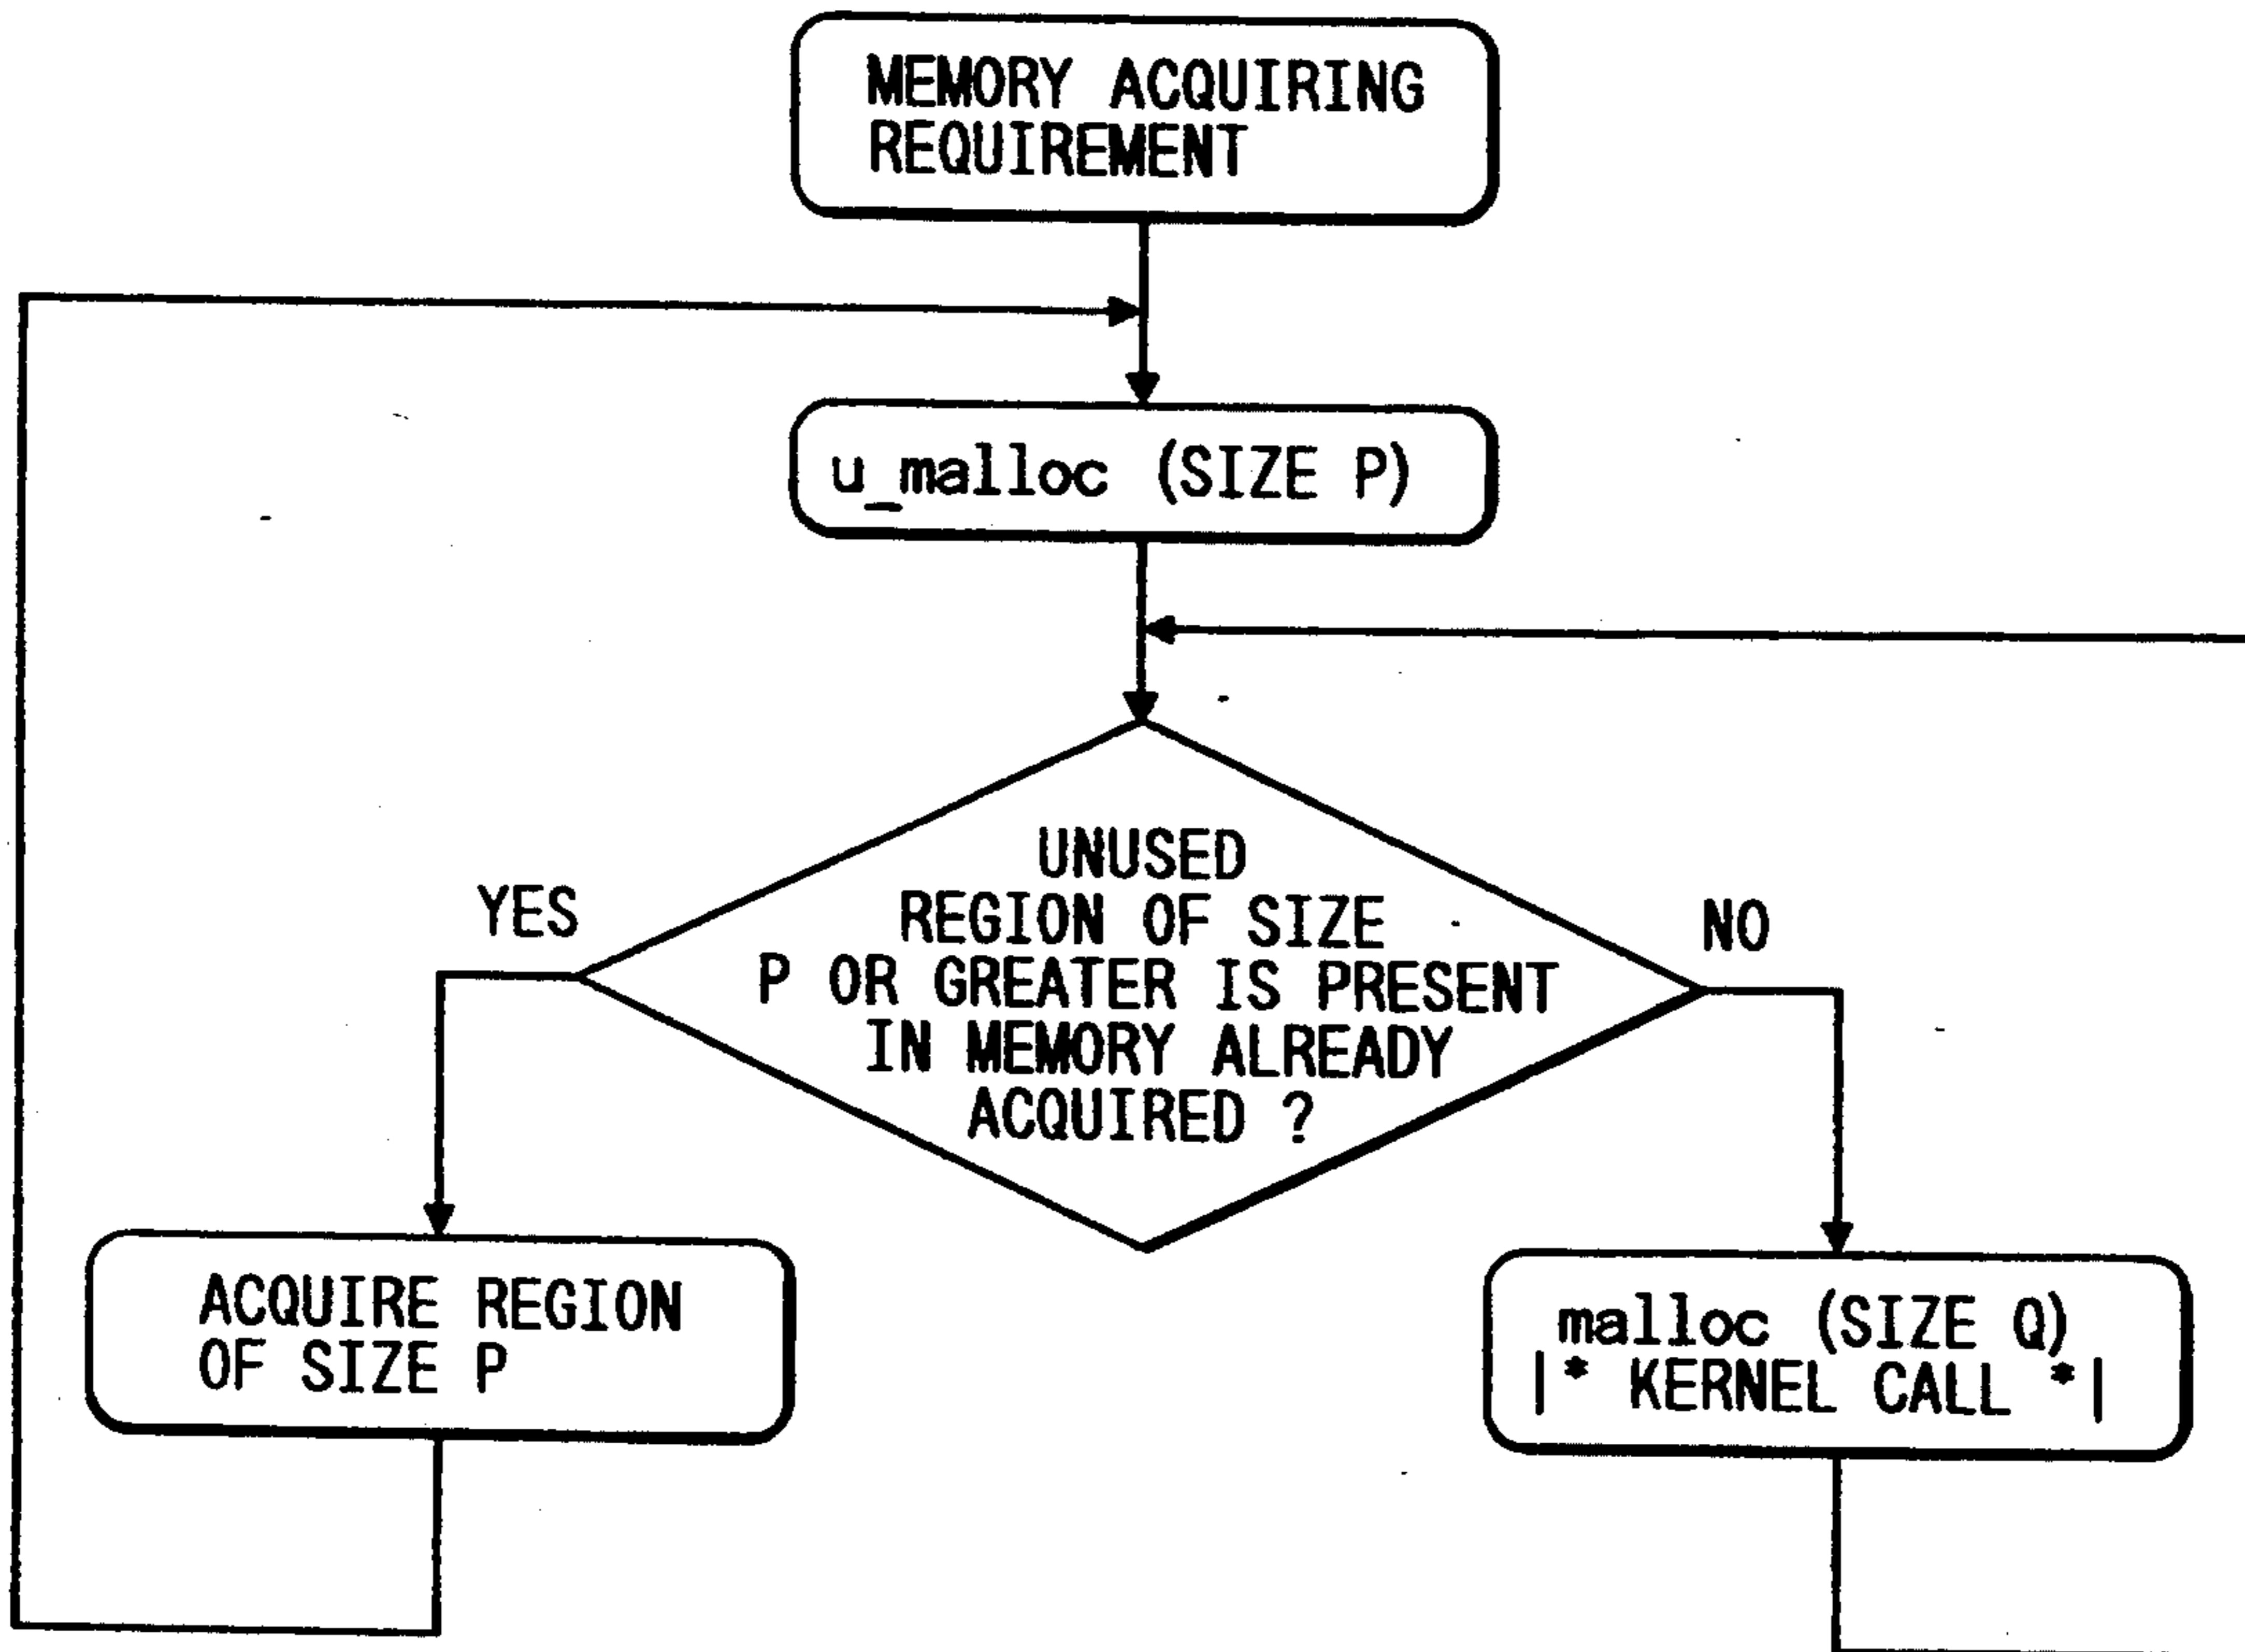 MEMORY ACQUIRING
REQUIREMENT
u_malloc (SIZE P)
UNUSED
REGION OF SIZE
P OR GREATER IS PRESENT
IN MEMORY ALREADY
ACQUIRED ?
YES
NO
ACQUIRE REGION
OF SIZE P
malloc (SIZE Q)
|* KERNEL CALL *|